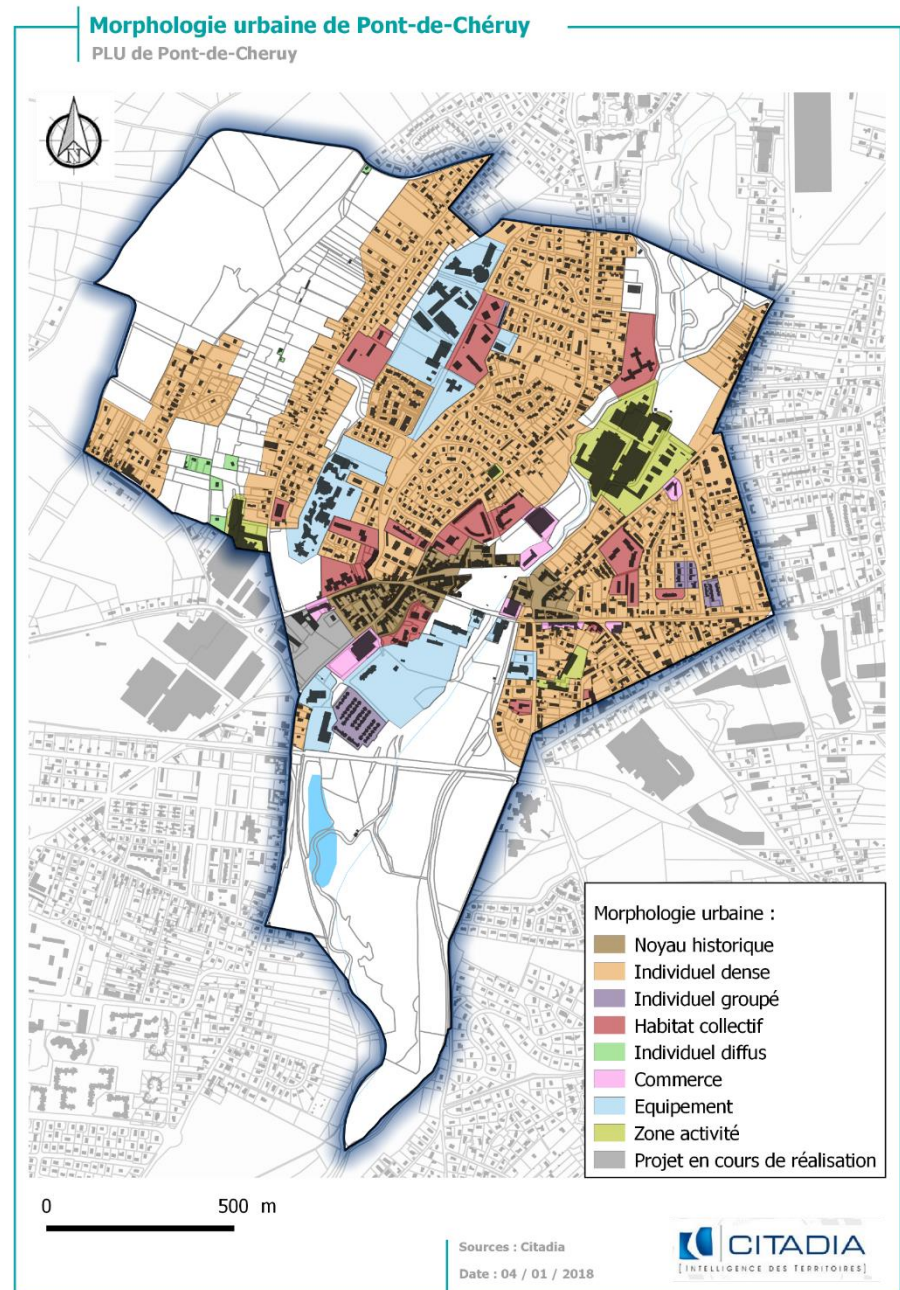 Morphologie urbaine de Pont-de-Chéruy
PLU de Pont-de-Cheruy
N
Morphologie urbaine :
Noyau historique
Individuel dense
Individuel groupé
Habitat collectif
Individuel diffus
Commerce
Equipement
Zone activité
Projet en cours de réalisation
0 500 m
Sources : Citadia
Date : 04 / 01 / 2018
CITADIA
[INTELLIGENCE DES TERRITOIRES]